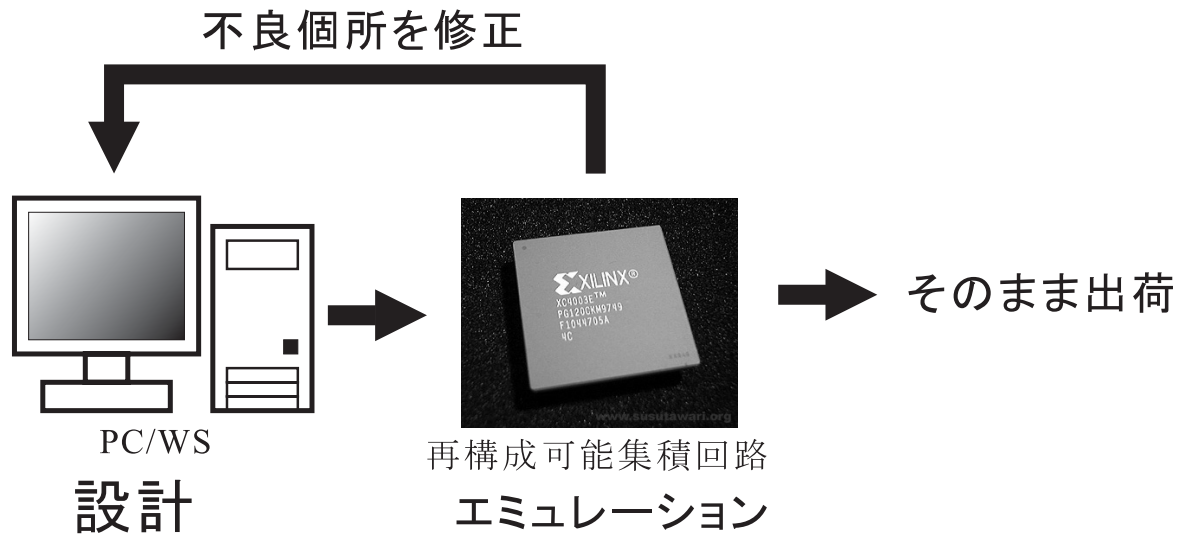 不良個所を修正
XILINX®
XC4003E™
PG120CKM9749
F1044705A
4C
www.susutawari.org
そのまま出荷
PC/WS
再構成可能集積回路
設計
エミュレーション